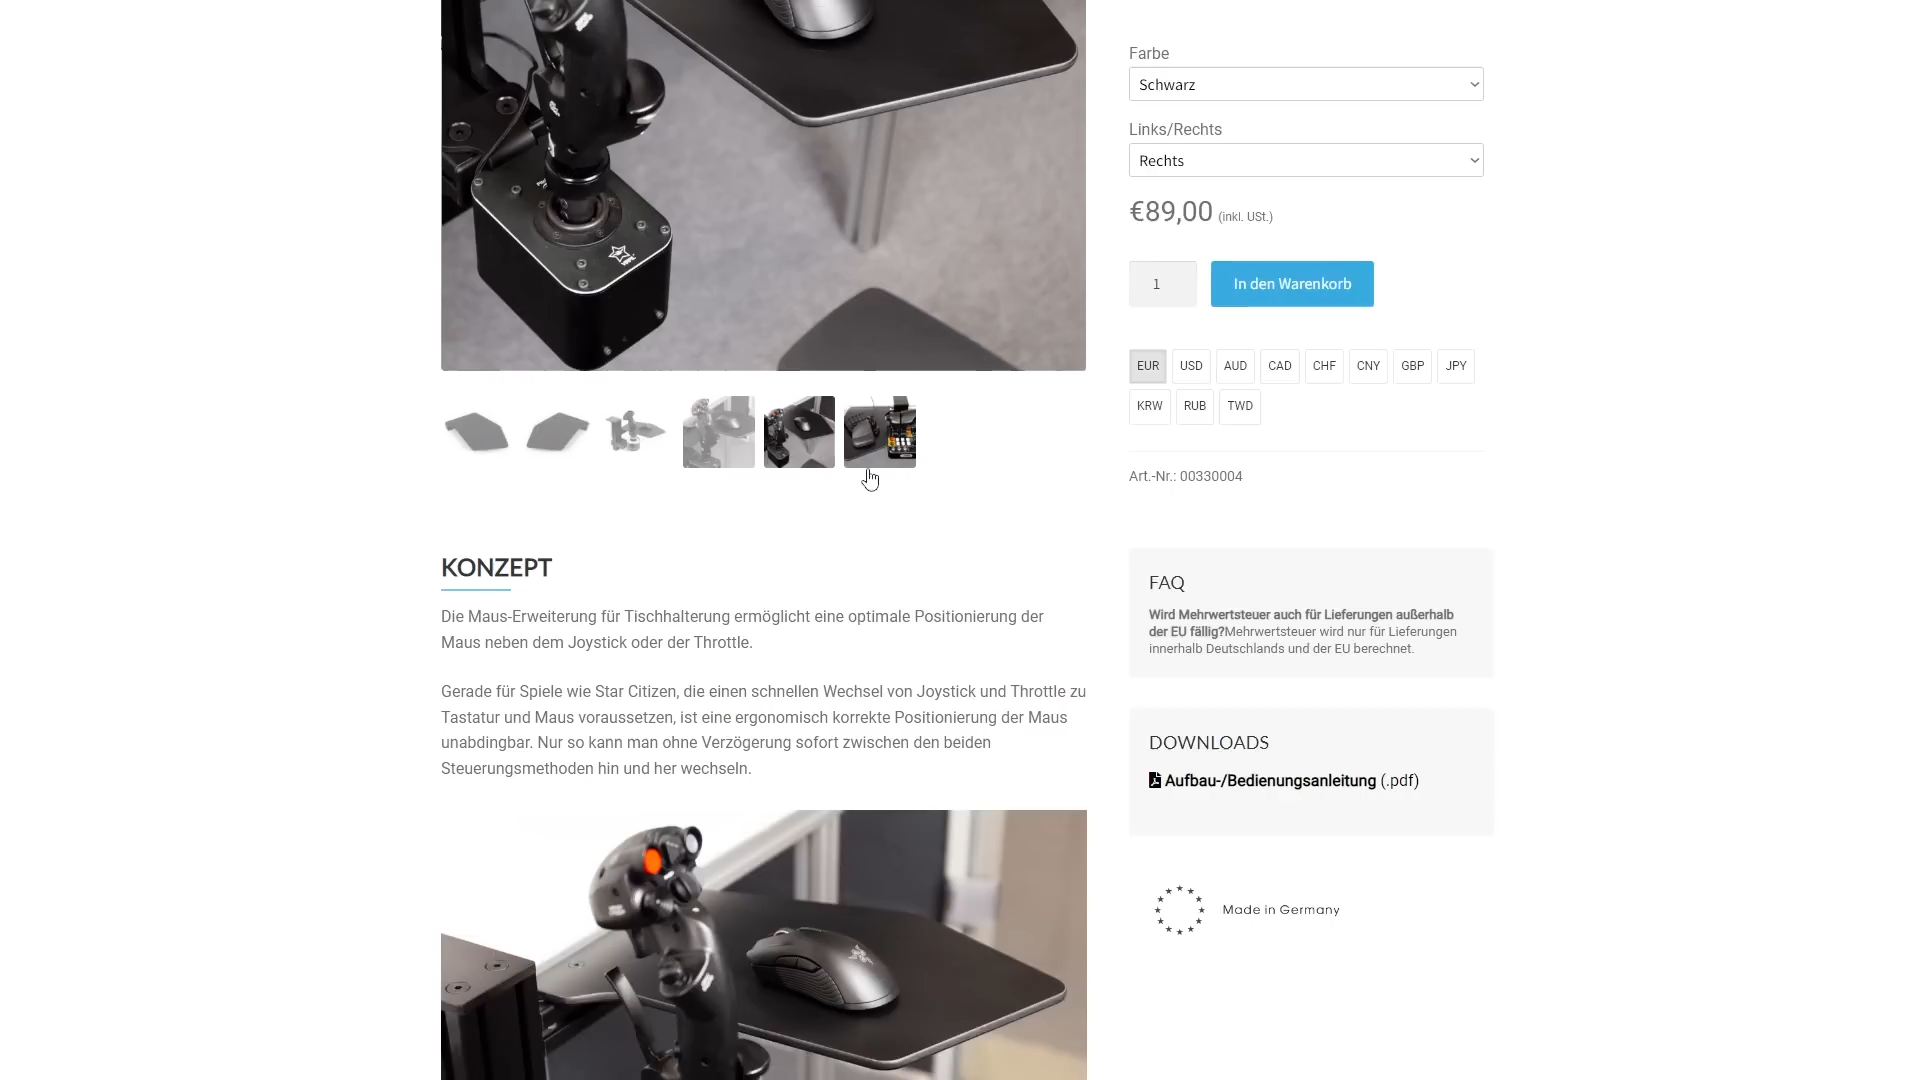 Farbe
Schwarz
Links/Rechts
Rechts
€89,00 (inkl. USt.)
1
In den Warenkorb
EUR USD AUD CAD CHF CNY GBP JPY
KRW RUB TWD
Art.-Nr.: 00330004
KONZEPT
Die Maus-Erweiterung für Tischhalterung ermöglicht eine optimale Positionierung der
Maus neben dem Joystick oder der Throttle.
Gerade für Spiele wie Star Citizen, die einen schnellen Wechsel von Joystick und Throttle zu
Tastatur und Maus voraussetzen, ist eine ergonomisch korrekte Positionierung der Maus
unabdingbar. Nur so kann man ohne Verzögerung sofort zwischen den beiden
Steuerungsmethoden hin und her wechseln.
FAQ
Wird Mehrwertsteuer auch für Lieferungen außerhalb
der EU fällig?Mehrwertsteuer wird nur für Lieferungen
innerhalb Deutschlands und der EU berechnet.
DOWNLOADS
Aufbau-/Bedienungsanleitung (.pdf)
Made in Germany